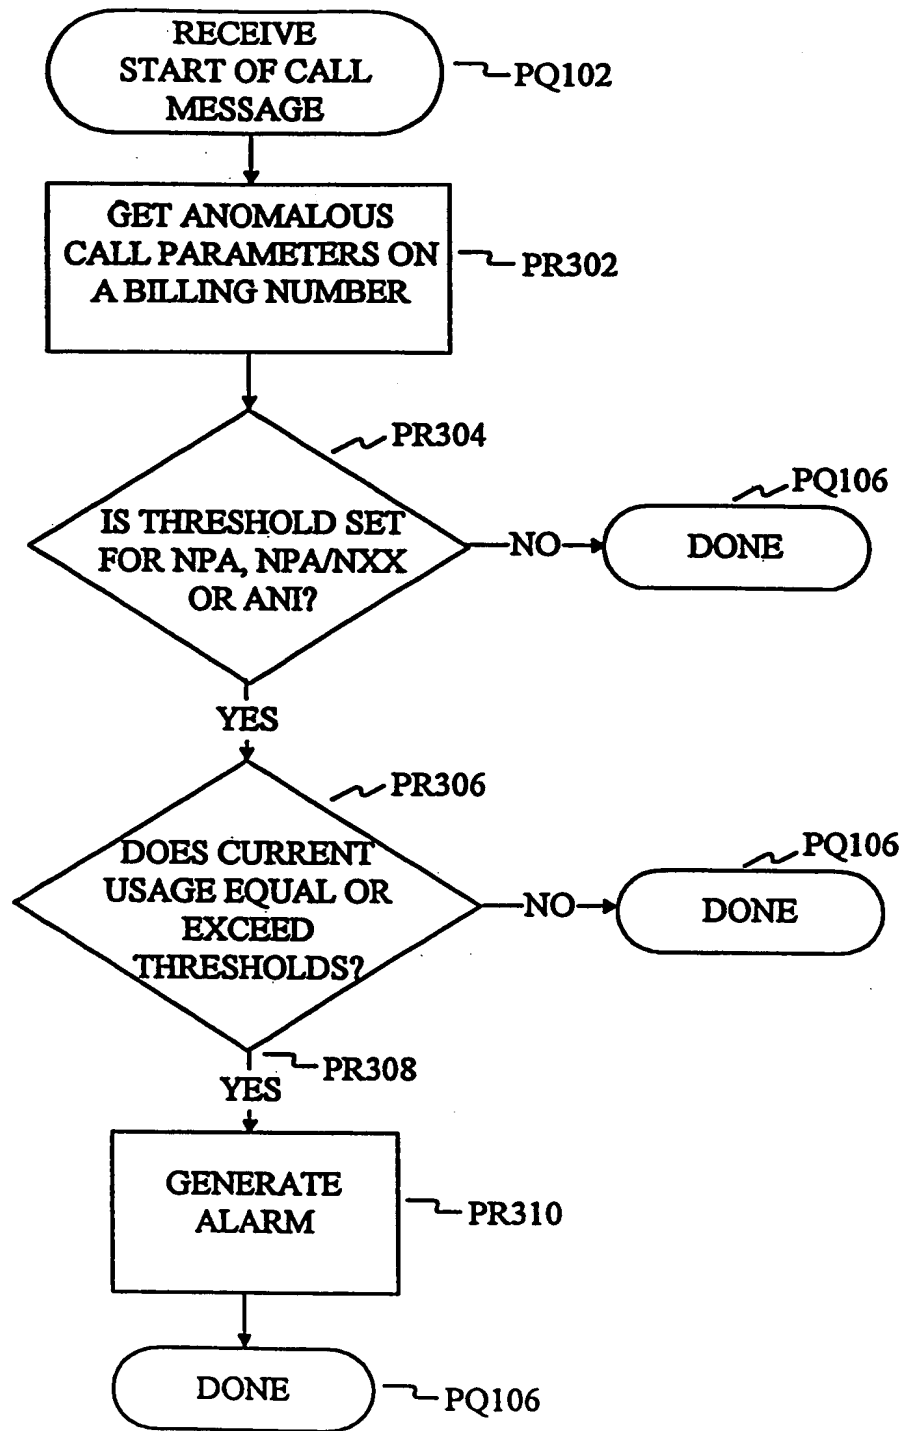 RECEIVE
START OF CALL
MESSAGE
PQ102
GET ANOMALOUS
CALL PARAMETERS ON
A BILLING NUMBER
PR302
PR304
IS THRESHOLD SET
FOR NPA, NPA/NXX
OR ANI?
NO
PQ106
DONE
YES
PR306
DOES CURRENT
USAGE EQUAL OR
EXCEED
THRESHOLDS?
NO
PQ106
DONE
PR308
YES
GENERATE
ALARM
PR310
DONE
PQ106